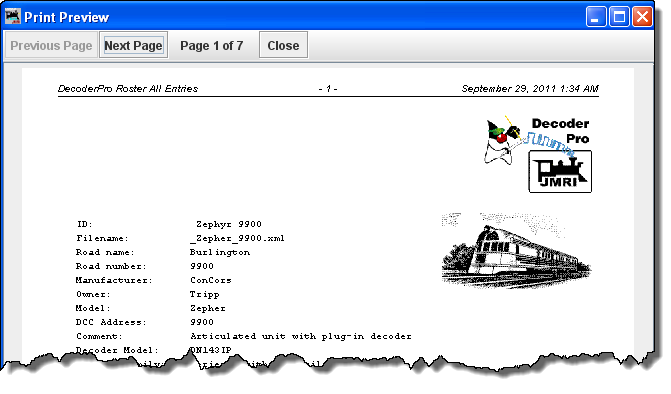 Print Preview
Previous Page Next Page Page 1 of 7 Close
DecoderPro Roster All Entries - 1 - September 29, 2011 1:34 AM
Decoder
Pro
JMRI
ID: Zephyr 9900
Filename: _Zepher_9900.xml
Road name: Burlington
Road number: 9900
Manufacturer: ConCors
Owner: Tripp
Model: Zepher
DCC Address: 9900
Comment: Articulated unit with plug-in decoder
Decoder Model: DN143IP